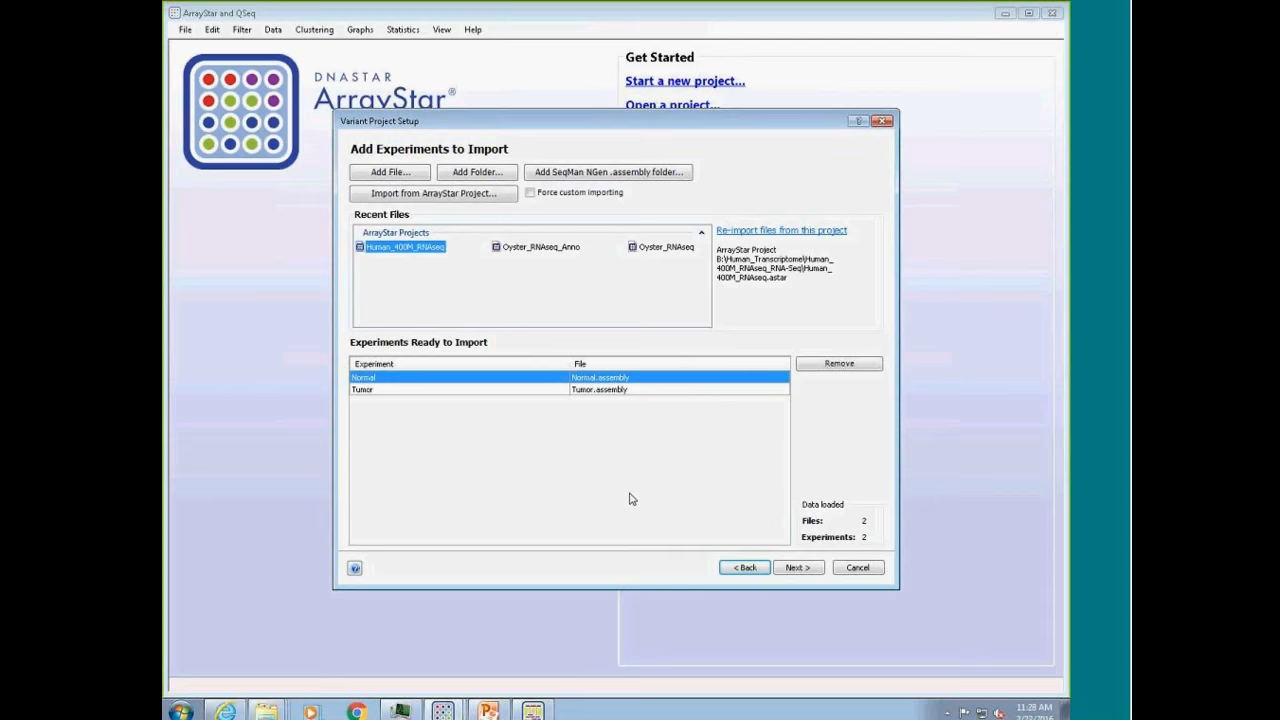 ArrayStar and QSeq
File Edit Filter Data Clustering Graphs Statistics View Help
DNASTAR
ArrayStar®
Get Started
Start a new project...
Open a project...
Variant Project Setup
Add Experiments to Import
Add File... Add Folder... Add SeqMan NGen .assembly folder...
Import from ArrayStar Project... Force custom importing
Recent Files
ArrayStar Projects
Human_400M_RNAseq Oyster_RNAseq_Anno Oyster_RNAseq
Re-import files from this project
ArrayStar Project
B:\Human_Transcriptome\Human_
400M_RNAseq_RNA-Seq\Human_
400M_RNAseq.astar
Experiments Ready to Import
Experiment File
Normal Normal.assembly
Tumor Tumor.assembly
Remove
Data loaded
Files: 2
Experiments: 2
< Back Next > Cancel
11:28 AM